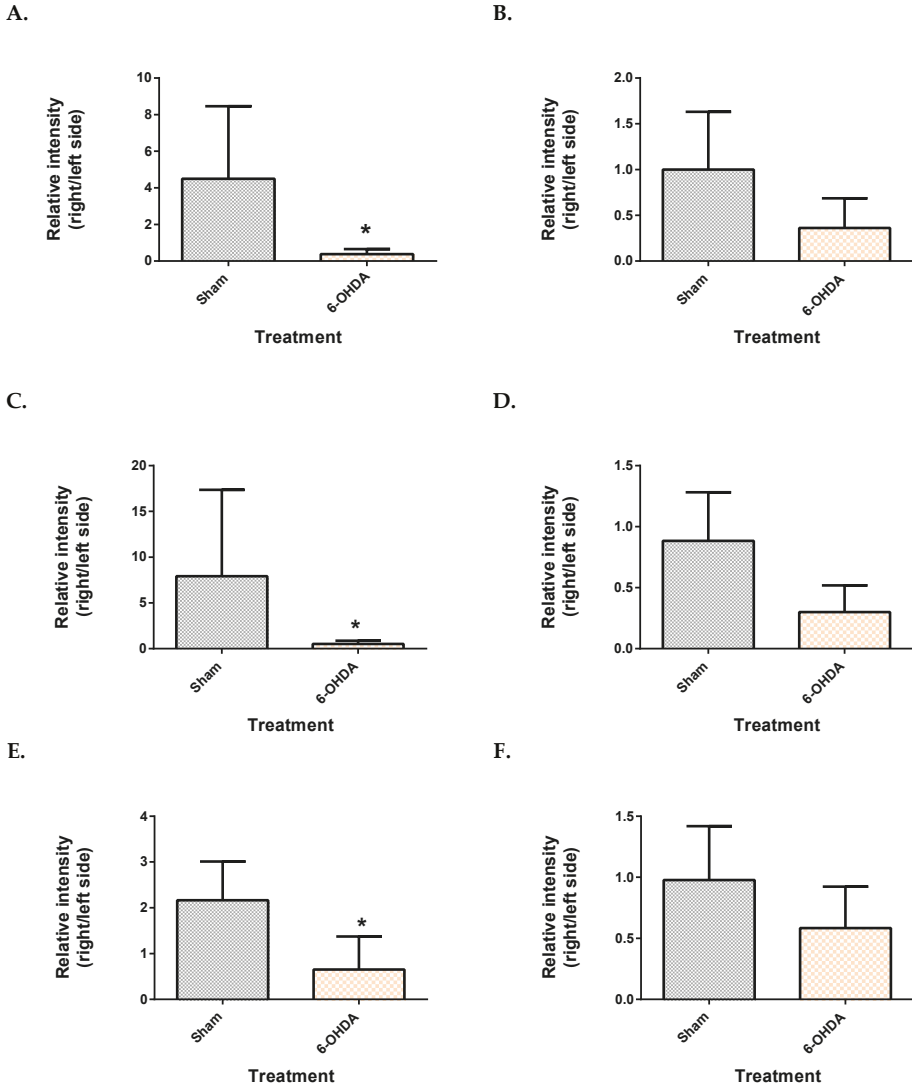 A.
Relative intensity
(right/left side)
10
8
6
4
2
0
*
Sham
6-OHDA
Treatment
B.
Relative intensity
(right/left side)
2.0
1.5
1.0
0.5
0.0
Sham
6-OHDA
Treatment
C.
Relative intensity
(right/left side)
20
15
10
5
0
*
Sham
6-OHDA
Treatment
D.
Relative intensity
(right/left side)
1.5
1.0
0.5
0.0
Sham
6-OHDA
Treatment
E.
Relative intensity
(right/left side)
4
3
2
1
0
*
Sham
6-OHDA
Treatment
F.
Relative intensity
(right/left side)
1.5
1.0
0.5
0.0
Sham
6-OHDA
Treatment